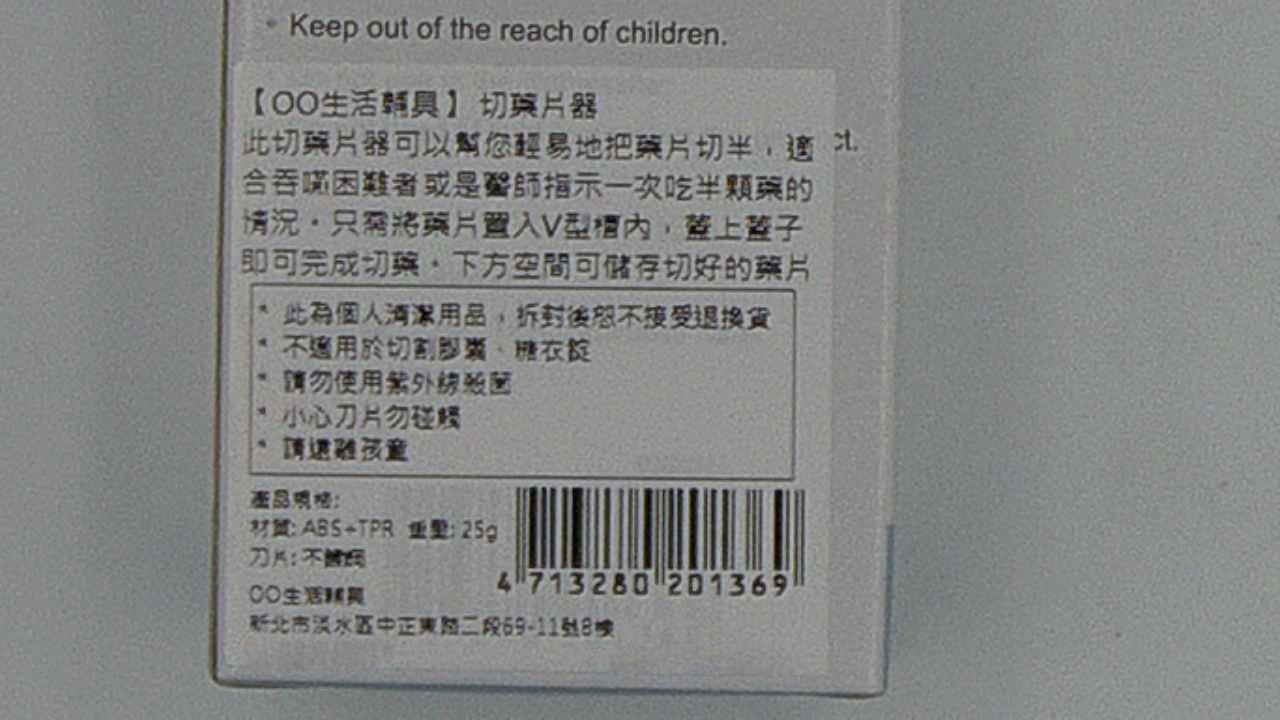 * Keep out of the reach of children.
【OO生活輔具】 切藥片器
ct.
此切藥片器可以幫您輕易地把藥片切半，適
合吞嚥困難者或是醫師指示一次吃半顆藥的
情況。只需將藥片置入V型槽內，蓋上蓋子
即可完成切藥。下方空間可儲存切好的藥片
* 此為個人清潔用品，拆封後恕不接受退換貨
* 不適用於切割膠囊、糖衣錠
* 請勿使用紫外線殺菌
* 小心刀片勿碰觸
* 請遠離孩童
產品規格:
材質: ABS+TPR 重量: 25g
刀片: 不鏽鋼
4 713280 201369
OO生活輔具
新北市淡水區中正東路二段69-11號8樓